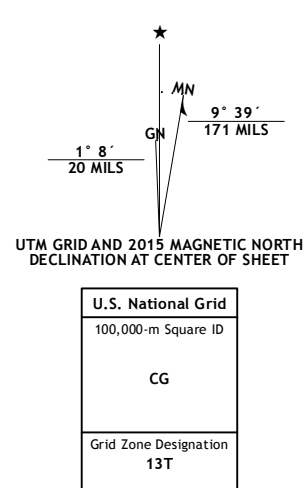 ★
MN
GN
9° 39´
171 MILS
1° 8´
20 MILS
UTM GRID AND 2015 MAGNETIC NORTH
DECLINATION AT CENTER OF SHEET
U.S. National Grid
100,000-m Square ID
CG
Grid Zone Designation
13T